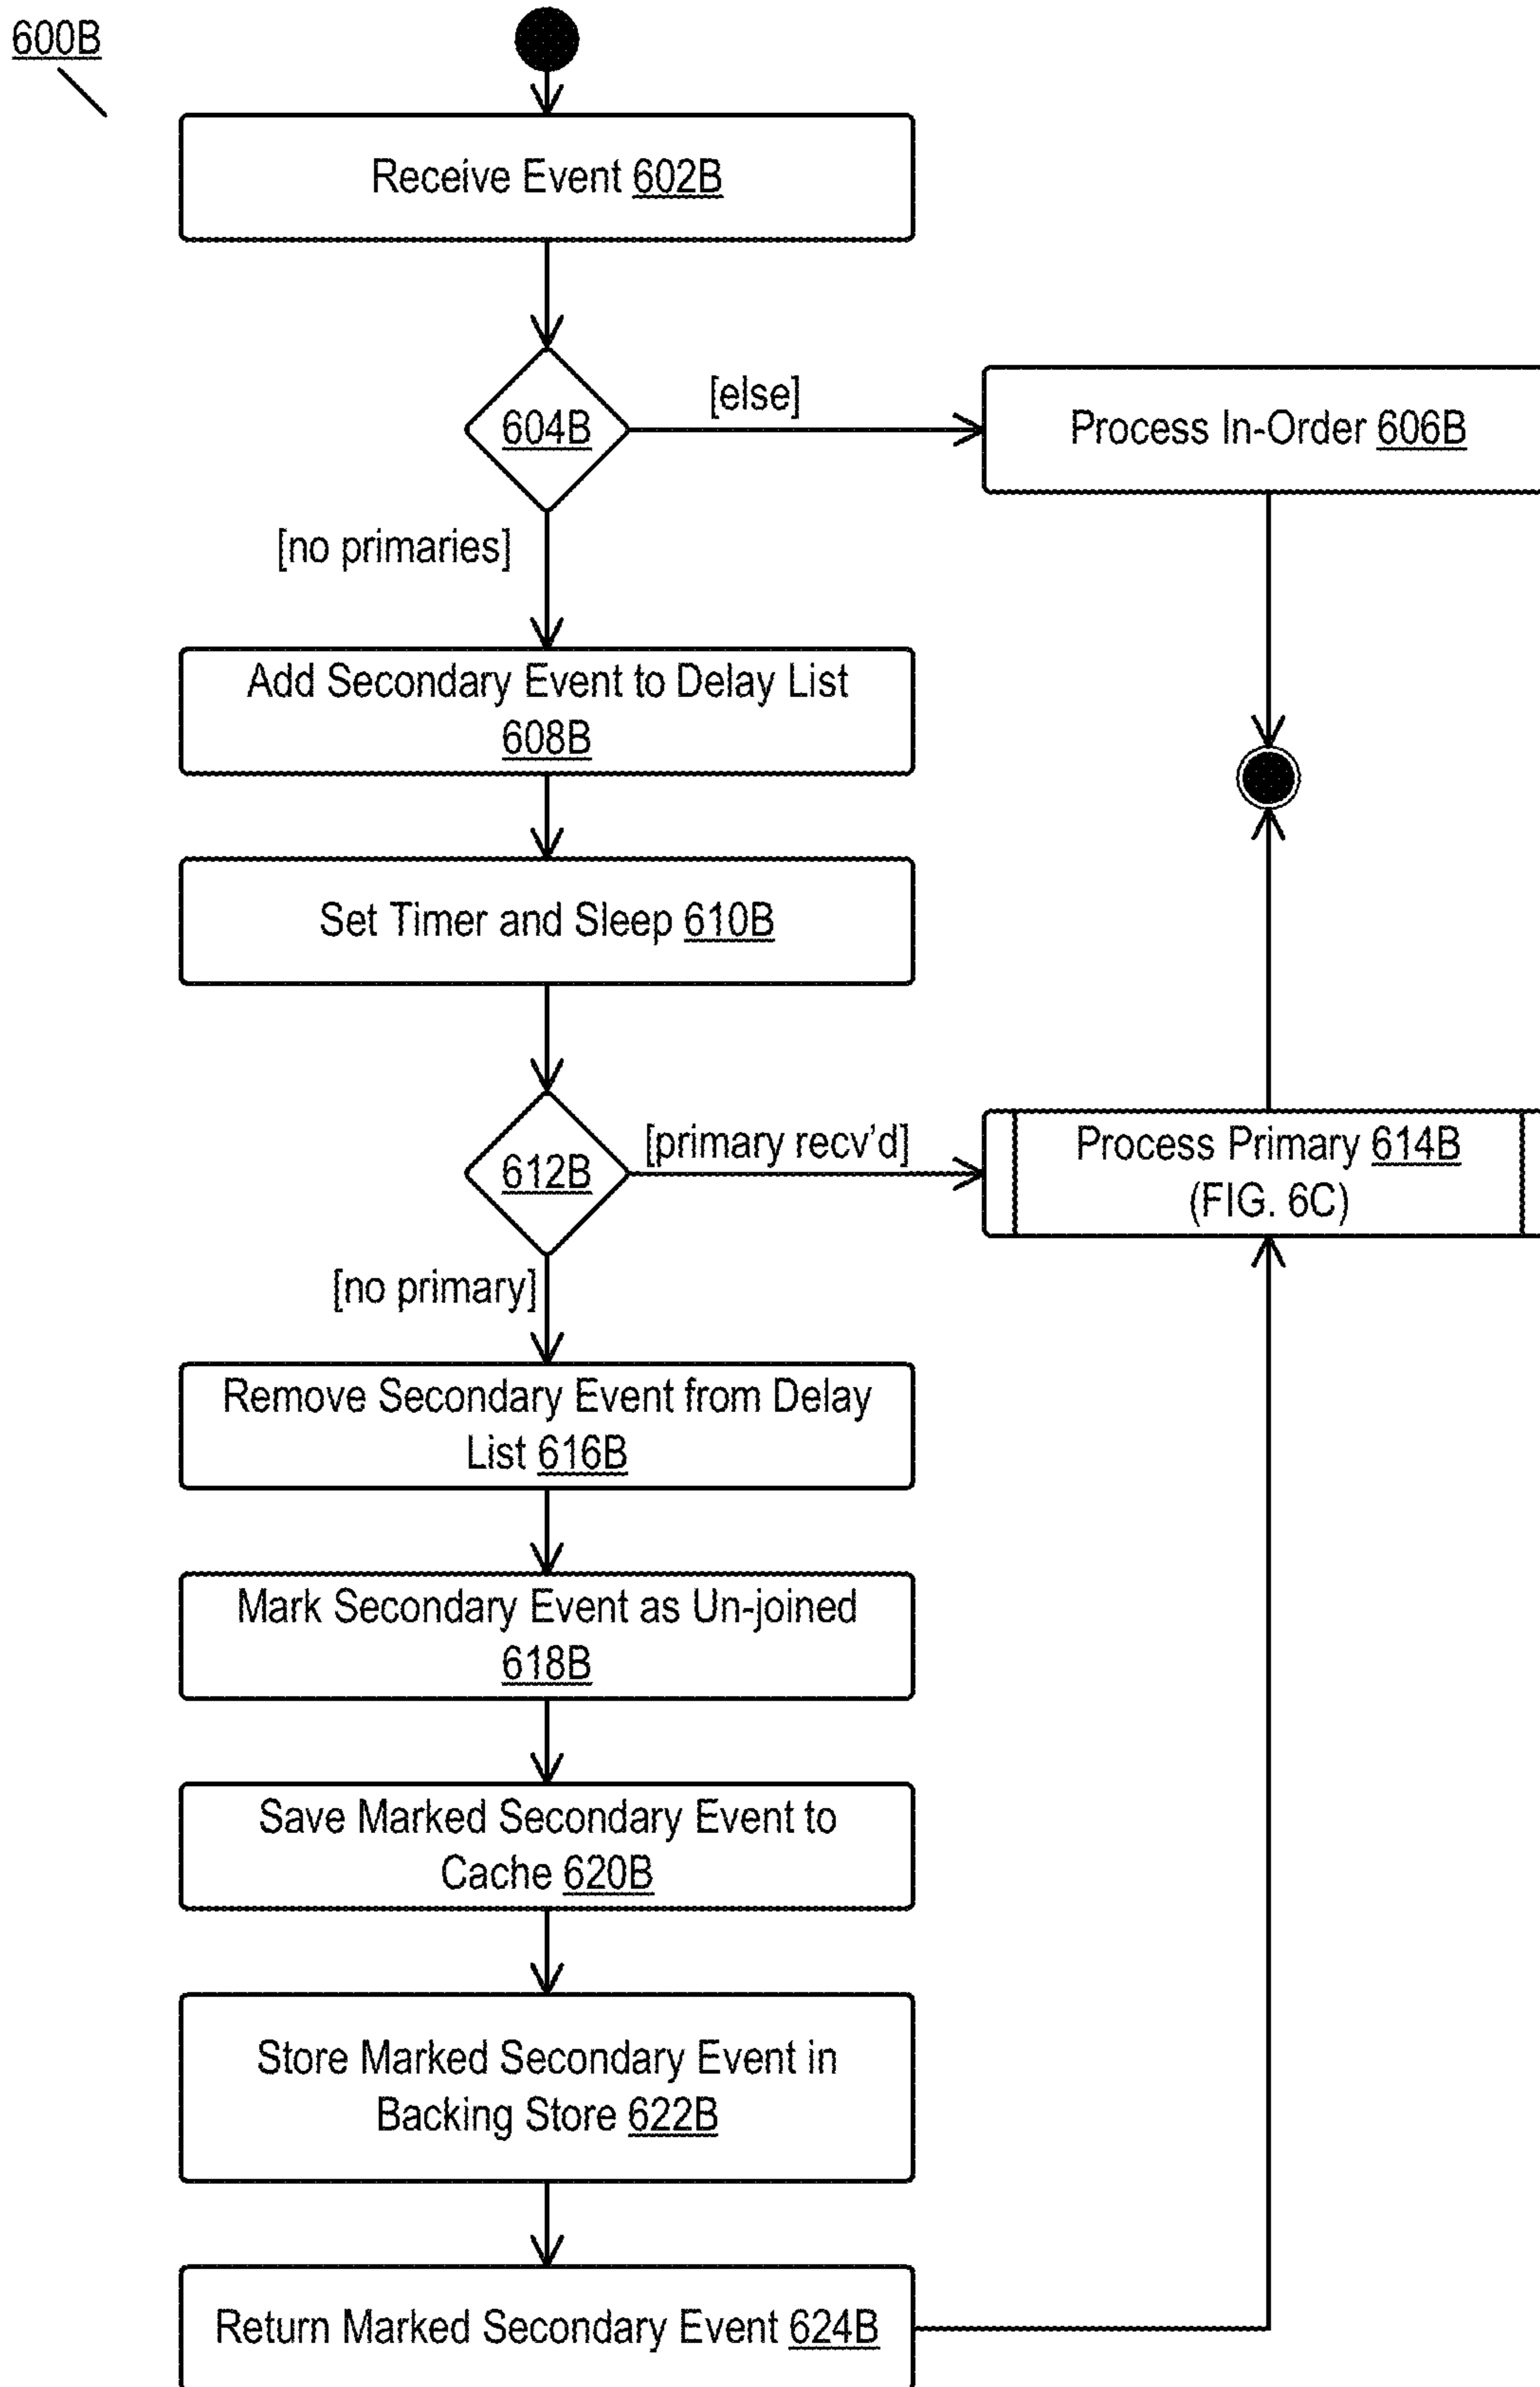 600B
Receive Event 602B
604B
[else]
Process In-Order 606B
[no primaries]
Add Secondary Event to Delay List
608B
Set Timer and Sleep 610B
612B
[primary recv'd]
Process Primary 614B
(FIG. 6C)
[no primary]
Remove Secondary Event from Delay
List 616B
Mark Secondary Event as Un-joined
618B
Save Marked Secondary Event to
Cache 620B
Store Marked Secondary Event in
Backing Store 622B
Return Marked Secondary Event 624B